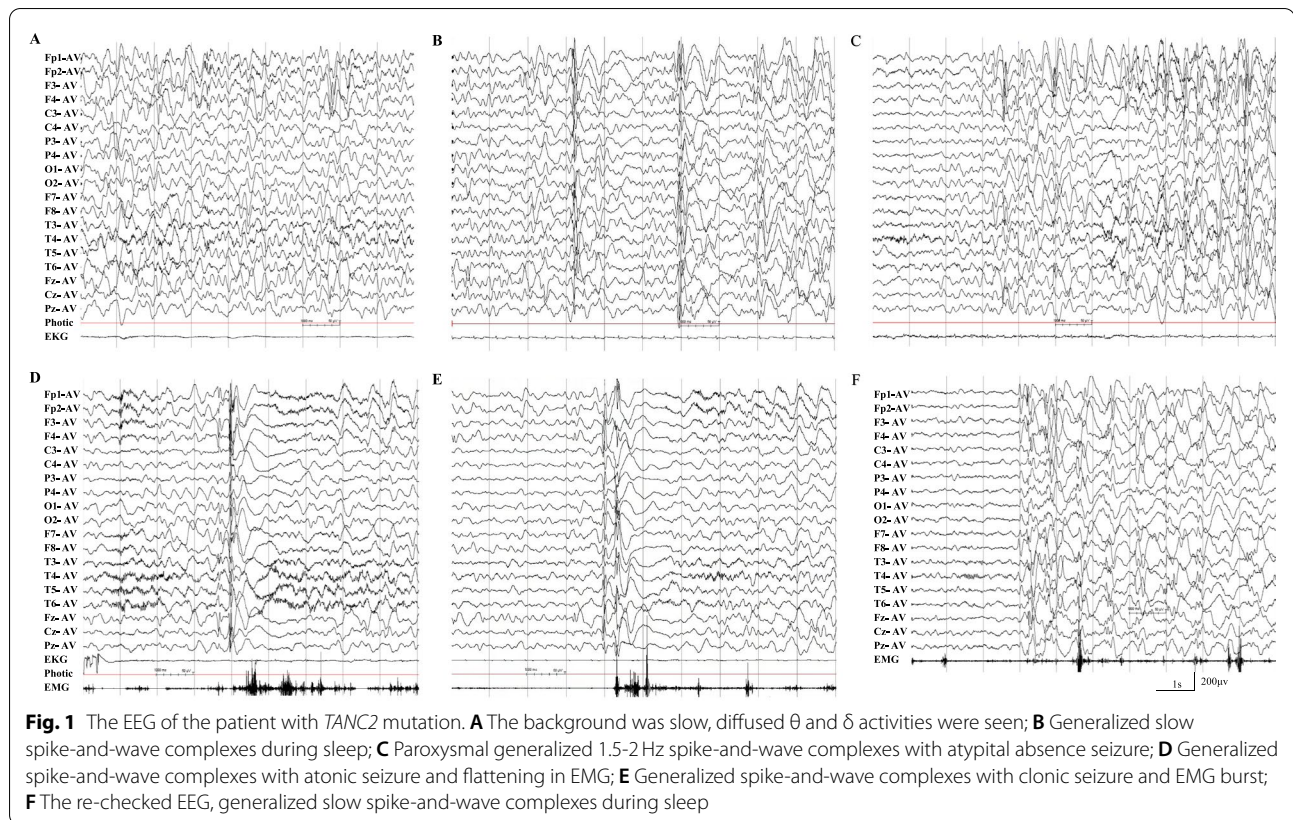 A
Fp1-AV
Fp2-AV
F3-AV
F4-AV
C3-AV
C4-AV
P3-AV
P4-AV
O1-AV
O2-AV
F7-AV
F8-AV
T3-AV
T4-AV
T5-AV
T6-AV
Fz-AV
Cz-AV
Pz-AV
Photic
EKG
B
C
D
Fp1-AV
Fp2-AV
F3-AV
F4-AV
C3-AV
C4-AV
P3-AV
P4-AV
O1-AV
O2-AV
F7-AV
F8-AV
T3-AV
T4-AV
T5-AV
T6-AV
Fz-AV
Cz-AV
Pz-AV
EKG
Photic
EMG
E
F
Fp1-AV
Fp2-AV
F3-AV
F4-AV
C3-AV
C4-AV
P3-AV
P4-AV
O1-AV
O2-AV
F7-AV
F8-AV
T3-AV
T4-AV
T5-AV
T6-AV
Fz-AV
Cz-AV
Pz-AV
EMG
1s 200μv
Fig. 1 The EEG of the patient with TANC2 mutation. A The background was slow, diffused θ and δ activities were seen; B Generalized slow
spike-and-wave complexes during sleep; C Paroxysmal generalized 1.5-2 Hz spike-and-wave complexes with atypital absence seizure; D Generalized
spike-and-wave complexes with atonic seizure and flattening in EMG; E Generalized spike-and-wave complexes with clonic seizure and EMG burst;
F The re-checked EEG, generalized slow spike-and-wave complexes during sleep